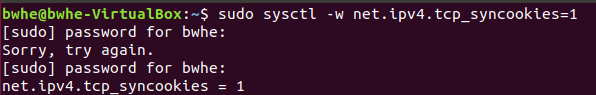 bwhe@bwhe-VirtualBox:~$ sudo sysctl -w net.ipv4.tcp_syncookies=1
[sudo] password for bwhe:
Sorry, try again.
[sudo] password for bwhe:
net.ipv4.tcp_syncookies = 1